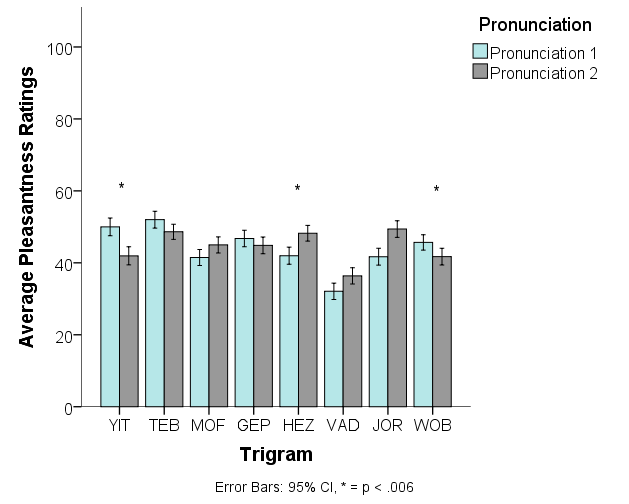 Pronunciation
Pronunciation 1
Pronunciation 2
Average Pleasantness Ratings
100
80
60
40
20
0
* * *
YIT TEB MOF GEP HEZ VAD JOR WOB
Trigram
Error Bars: 95% CI, * = p < .006